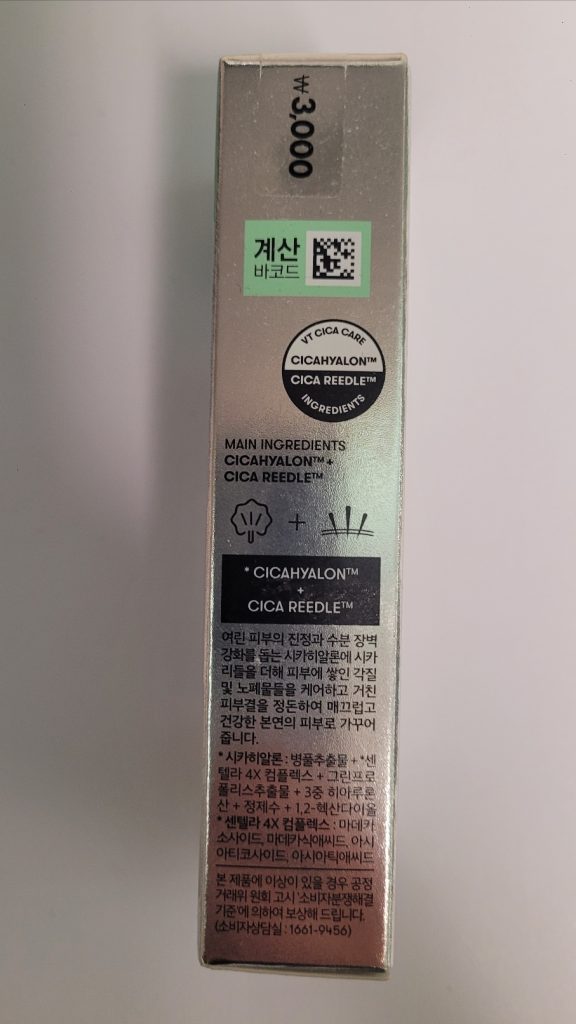 ₩3,000
계산
바코드
VT CICA CARE
CICAHYALON™
CICA REEDLE™
INGREDIENTS
MAIN INGREDIENTS
CICAHYALON™ +
CICA REEDLE™
+
* CICAHYALON™
+
CICA REEDLE™
여린 피부의 진정과 수분 장벽
강화를 돕는 시카히알론에 시카
리들을 더해 피부에 쌓인 각질
및 노폐물들을 케어하고 거친
피부결을 정돈하여 매끄럽고
건강한 본연의 피부로 가꾸어
줍니다.
* 시카히알론 : 병풀추출물 + *센
텔라 4X 컴플렉스 + 그린프로
폴리스추출물 + 3중 히아루론
산 + 정제수 + 1,2-헥산다이올
* 센텔라 4X 컴플렉스 : 마데카
소사이드, 마데카식애씨드, 아시
아티코사이드, 아시아틱애씨드
본 제품에 이상이 있을 경우 공정
거래위 원회 고시 '소비자분쟁해결
기준'에 의하여 보상해 드립니다.
(소비자상담실 : 1661-9456)